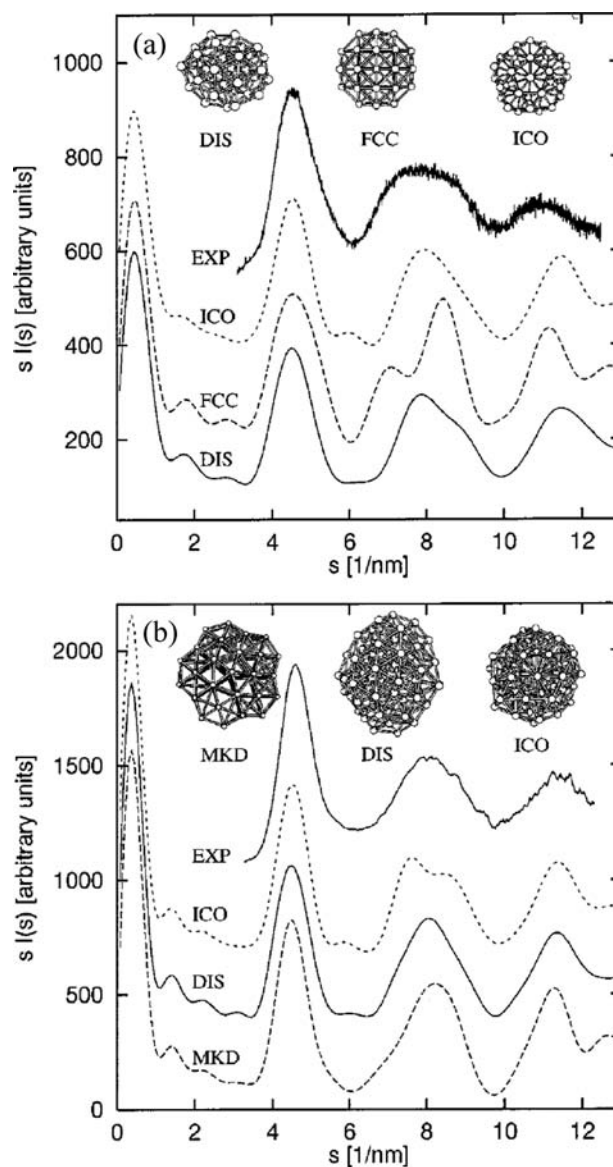 (a)
1000
800
600
400
200
s I(s) [arbitrary units]
DIS
FCC
ICO
EXP
ICO
FCC
DIS
0
2
4
6
8
10
12
s [1/nm]
(b)
2000
1500
1000
500
0
s I(s) [arbitrary units]
MKD
DIS
ICO
EXP
ICO
DIS
MKD
0
2
4
6
8
10
12
s [1/nm]